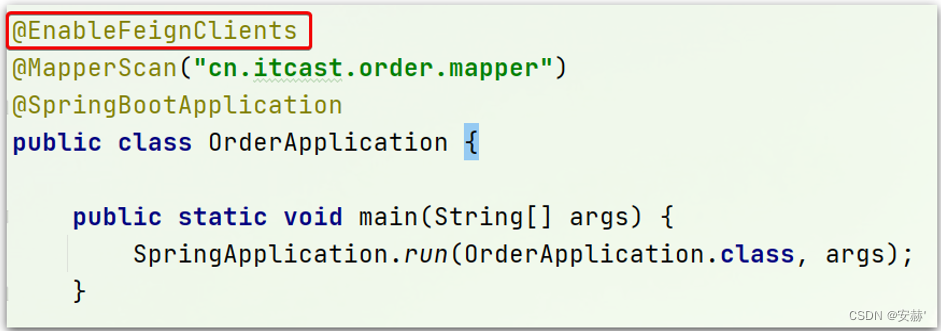 @EnableFeignClients
@MapperScan("cn.itcast.order.mapper")
@SpringBootApplication
public class OrderApplication {
    public static void main(String[] args) {
        SpringApplication.run(OrderApplication.class, args);
    }
CSDN @安赫'